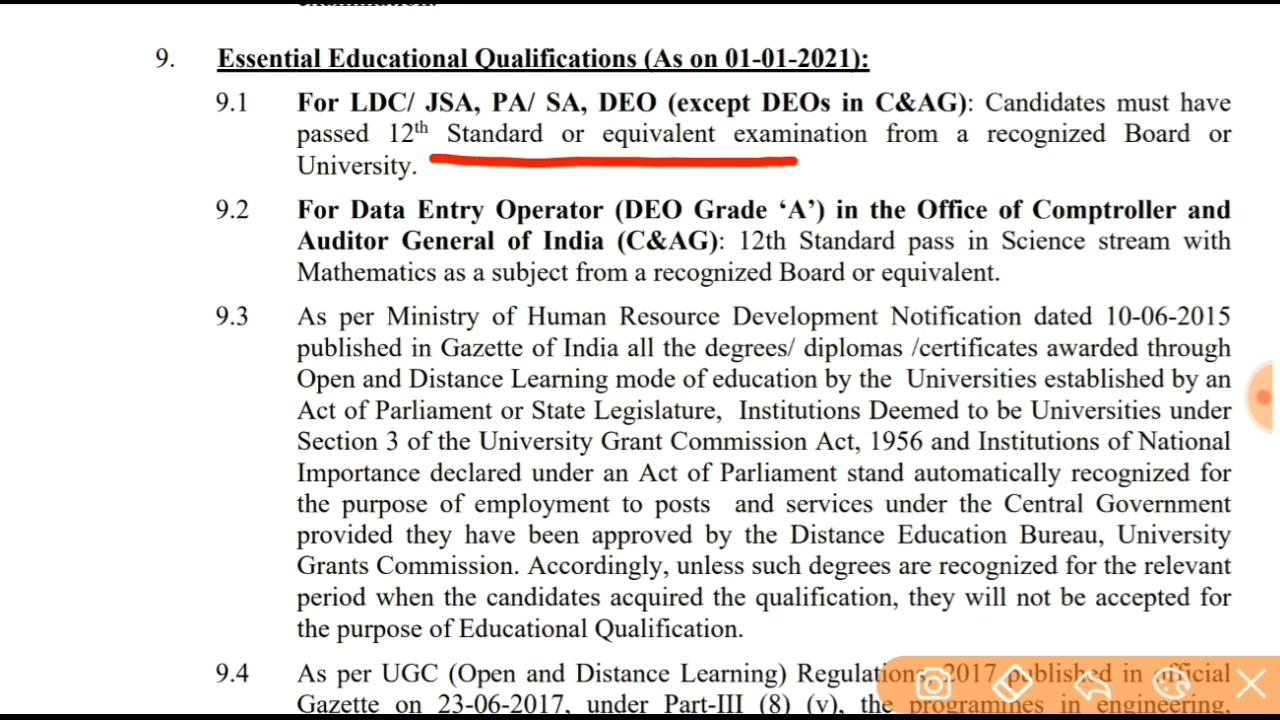 9. Essential Educational Qualifications (As on 01-01-2021):
9.1 For LDC/ JSA, PA/ SA, DEO (except DEOs in C&AG): Candidates must have
passed 12th Standard or equivalent examination from a recognized Board or
University.
9.2 For Data Entry Operator (DEO Grade ‘A’) in the Office of Comptroller and
Auditor General of India (C&AG): 12th Standard pass in Science stream with
Mathematics as a subject from a recognized Board or equivalent.
9.3 As per Ministry of Human Resource Development Notification dated 10-06-2015
published in Gazette of India all the degrees/ diplomas /certificates awarded through
Open and Distance Learning mode of education by the Universities established by an
Act of Parliament or State Legislature, Institutions Deemed to be Universities under
Section 3 of the University Grant Commission Act, 1956 and Institutions of National
Importance declared under an Act of Parliament stand automatically recognized for
the purpose of employment to posts and services under the Central Government
provided they have been approved by the Distance Education Bureau, University
Grants Commission. Accordingly, unless such degrees are recognized for the relevant
period when the candidates acquired the qualification, they will not be accepted for
the purpose of Educational Qualification.
9.4 As per UGC (Open and Distance Learning) Regulations, 2017 published in official
Gazette on 23-06-2017, under Part-III (8) (v), the programmes in engineering,